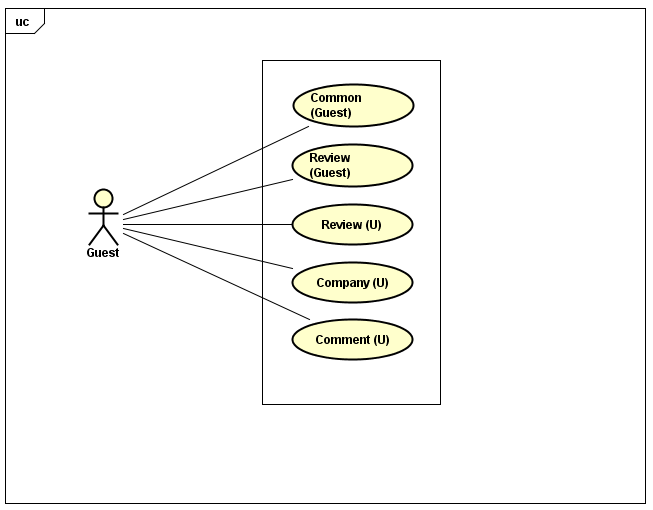 uc
Common
(Guest)
Review
(Guest)
Review (U)
Guest
Company (U)
Comment (U)